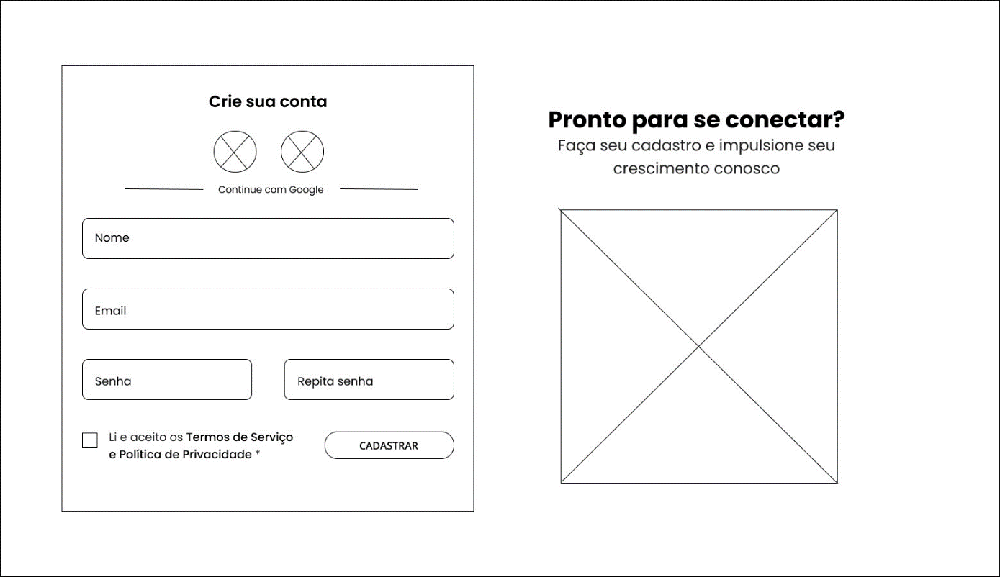 Crie sua conta
Continue com Google
Nome
Email
Senha
Repita senha
Li e aceito os Termos de Serviço
e Política de Privacidade *
CADASTRAR
Pronto para se conectar?
Faça seu cadastro e impulsione seu
crescimento conosco